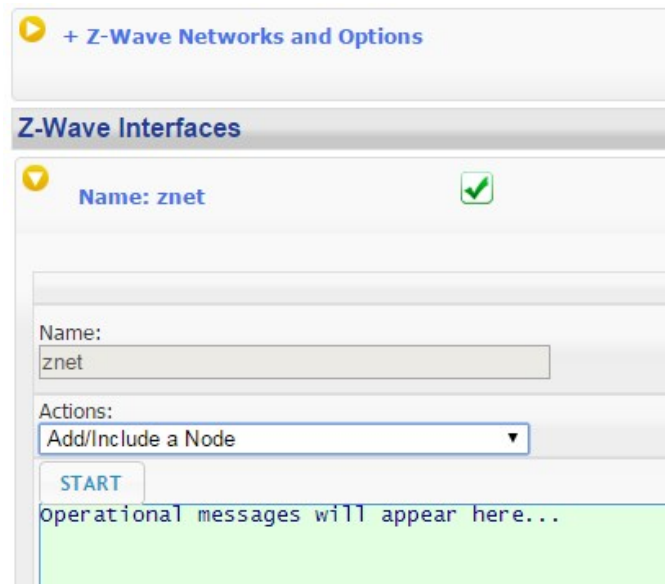 + Z-Wave Networks and Options
Z-Wave Interfaces
Name: znet
Name:
znet
Actions:
Add/Include a Node
START
Operational messages will appear here...